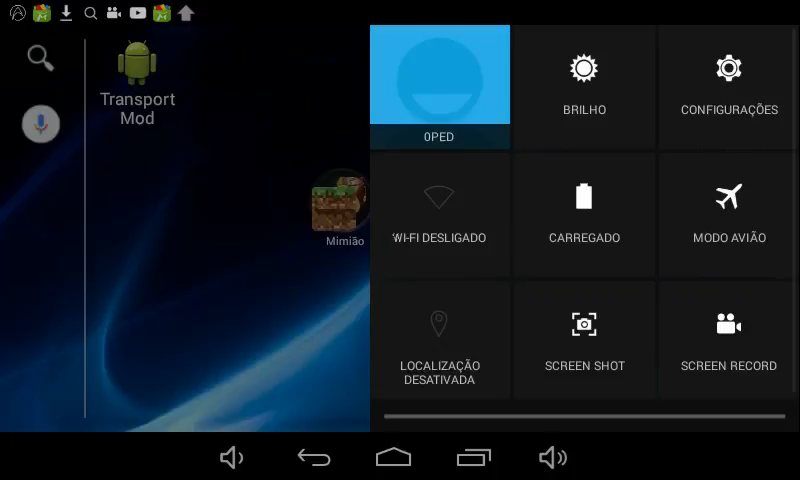 Transport
Mod
Mimião
0PED
BRILHO
CONFIGURAÇÕES
WI-FI DESLIGADO
CARREGADO
MODO AVIÃO
LOCALIZAÇÃO
DESATIVADA
SCREEN SHOT
SCREEN RECORD